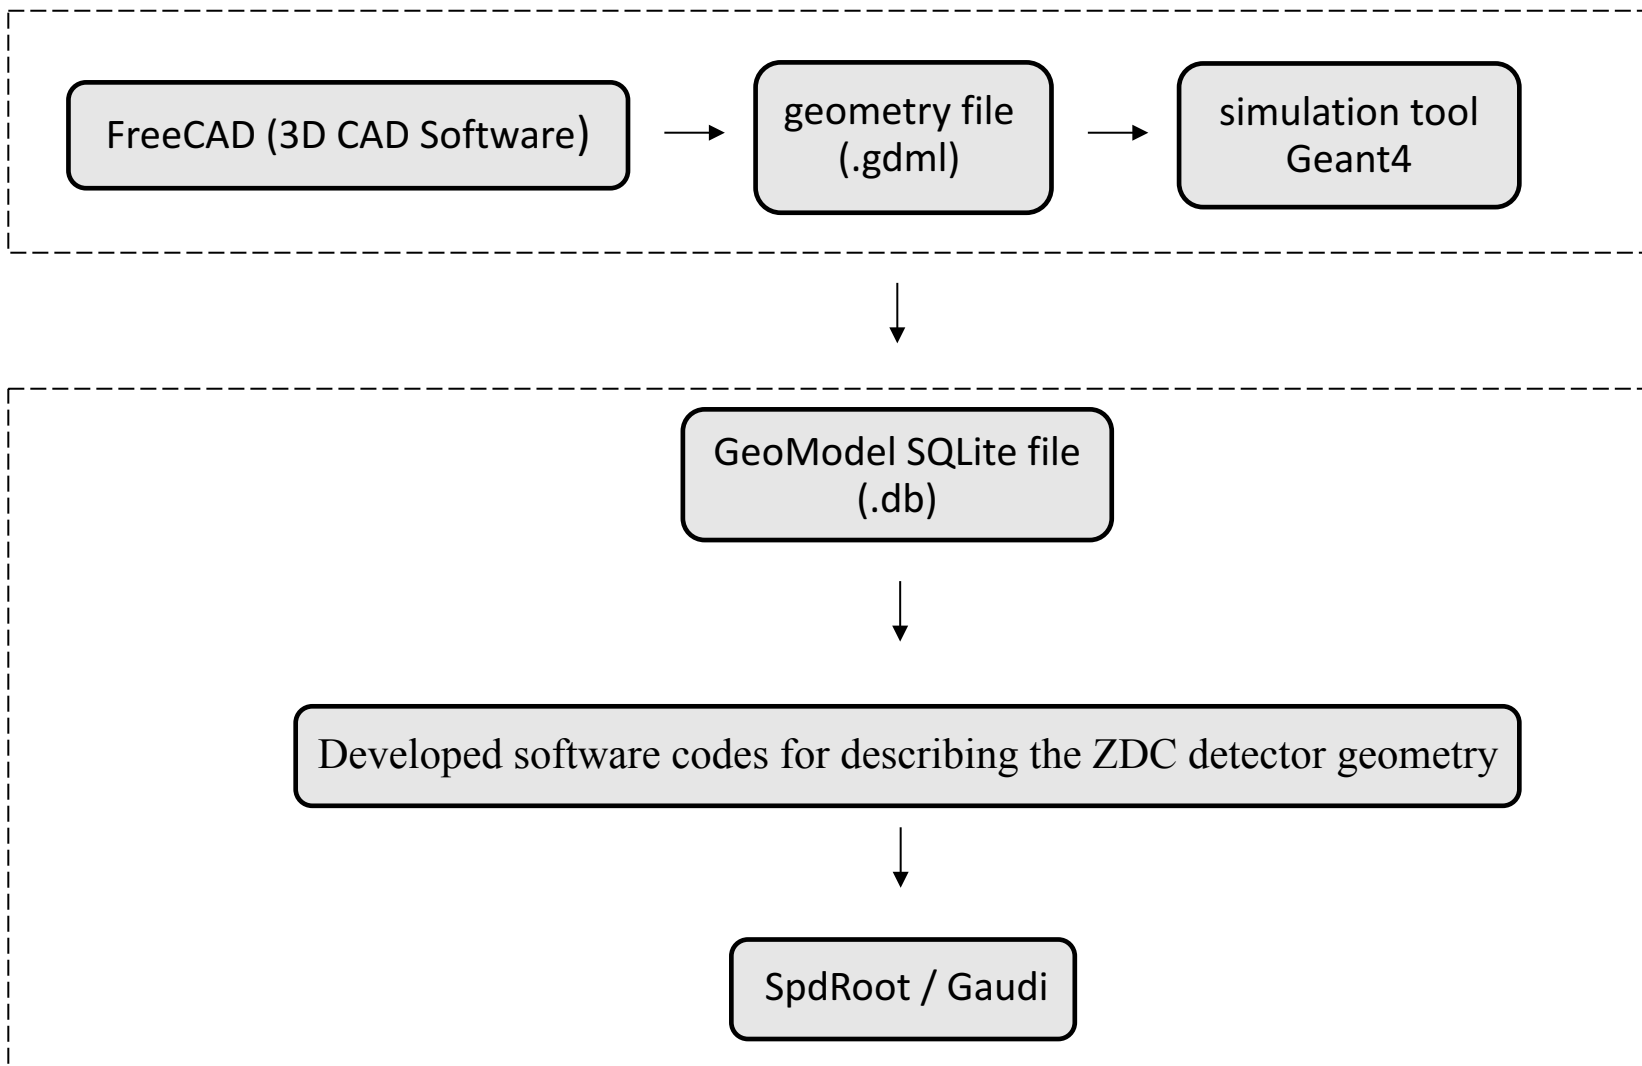 FreeCAD (3D CAD Software)
geometry file
(.gdml)
simulation tool
Geant4
GeoModel SQLite file
(.db)
Developed software codes for describing the ZDC detector geometry
SpdRoot / Gaudi